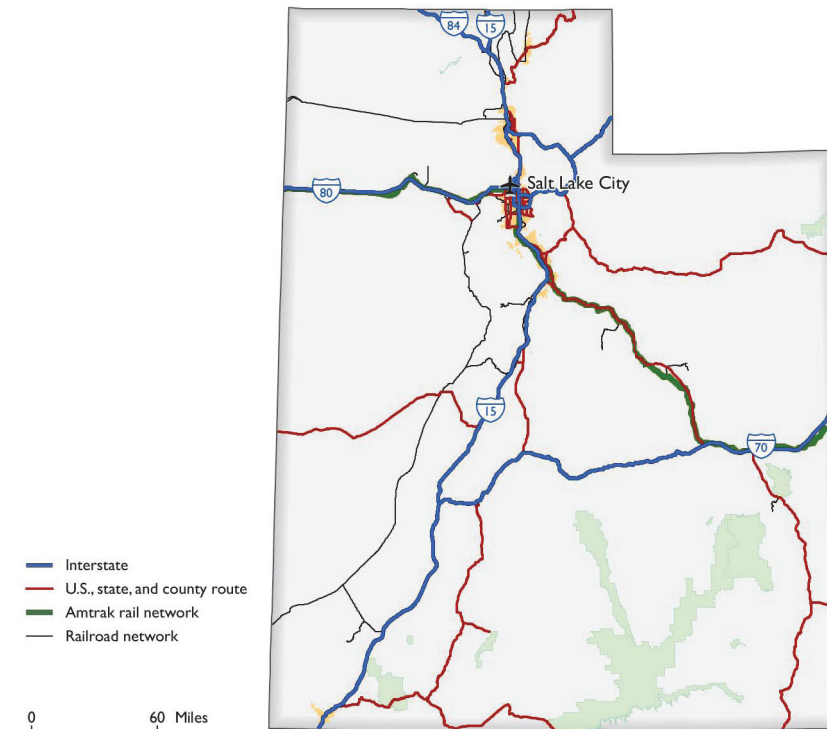 84
15
Salt Lake City
80
15
70
Interstate
U.S., state, and county route
Amtrak rail network
Railroad network
0 60 Miles